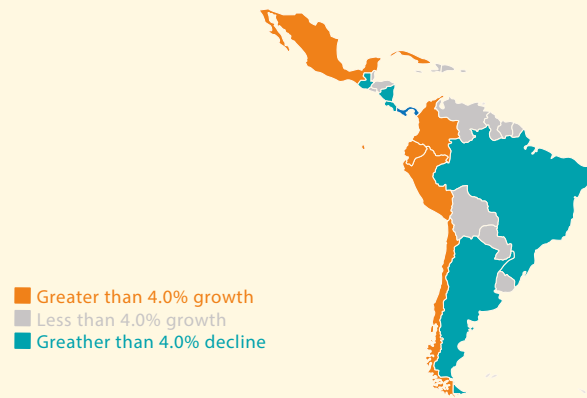 Greater than 4.0% growth
Less than 4.0% growth
Greather than 4.0% decline